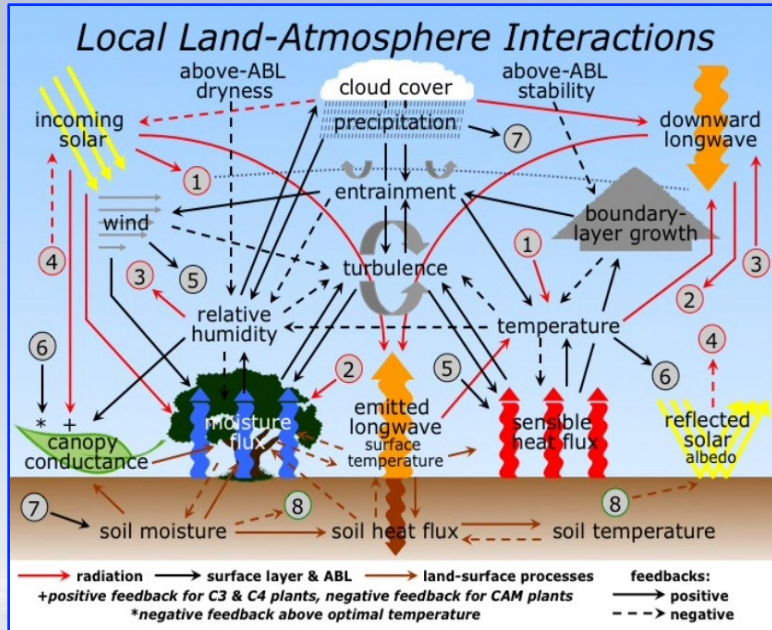 Local Land-Atmosphere Interactions
above-ABL
dryness
cloud cover
above-ABL
stability
incoming
solar
precipitation
7
downward
longwave
1
entrainment
wind
boundary-
layer growth
4
5
3
turbulence
1
2
3
relative
humidity
temperature
4
6
2
5
6
* +
canopy
conductance
moisture
flux
emitted
longwave
surface
temperature
sensible
heat flux
reflected
solar
albedo
7
8
8
soil moisture
soil heat flux
soil temperature
radiation
surface layer & ABL
land-surface processes
feedbacks:
+positive feedback for C3 & C4 plants, negative feedback for CAM plants
positive
*negative feedback above optimal temperature
negative